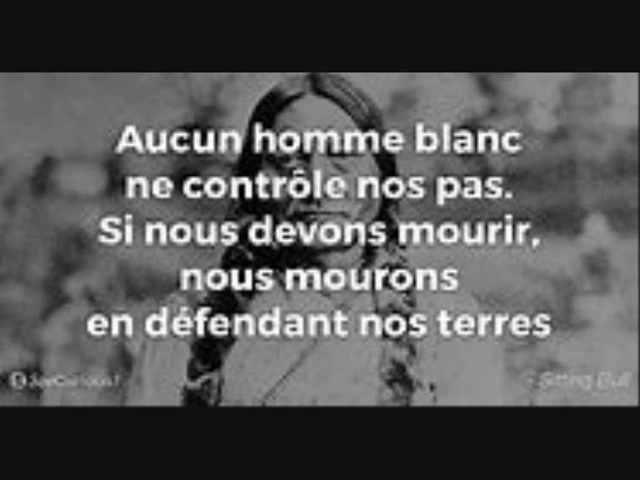 Aucun homme blanc
ne contrôle nos pas.
Si nous devons mourir,
nous mourons
en défendant nos terres
- Sitting Bull